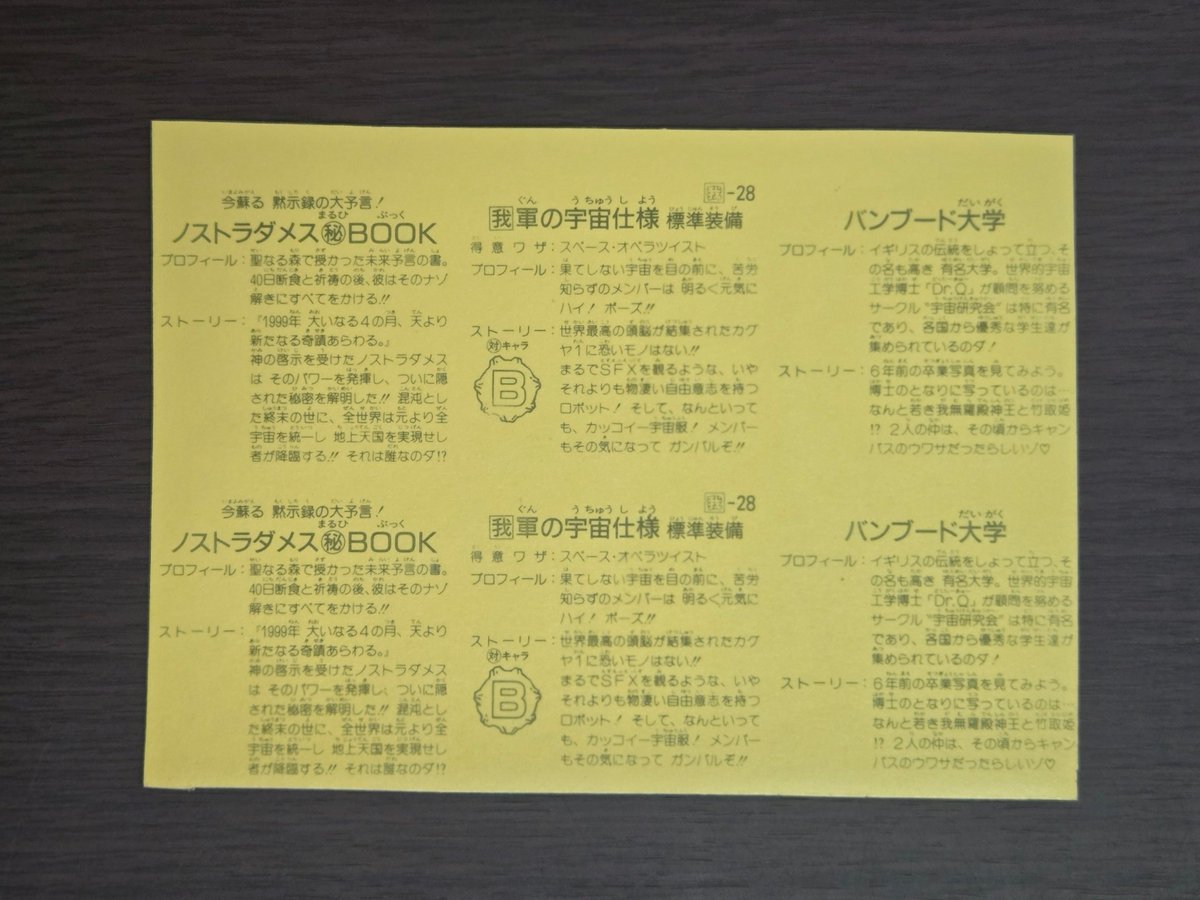 今蘇る 黙示録の大予言!
ノストラダメス㊙BOOK
プロフィール:聖なる森で授かった未来予言の書。
40日断食と祈祷の後、彼はそのナゾ
解きにすべてをかける!!
ストーリー:『1999年 大いなる4の月、天より
新たなる奇蹟あらわる。』
神の啓示を受けたノストラダメス
は そのパワーを発揮し、ついに隠
された秘密を解明した!! 混沌とし
た終末の世に、全世界は元より全
宇宙を統一し 地上天国を実現せし
者が降臨する!! それは誰なのダ!?
-28
我軍の宇宙仕様 標準装備
得意ワザ:スペース・オペラツイスト
プロフィール:果てしない宇宙を目の前に、苦労
知らずのメンバーは 明るく元気に
ハイ! ポーズ!!
ストーリー:世界最高の頭脳が結集されたカグ
ヤ1に恐いモノはない!!
まるでSFXを観るような、いや
それよりも物凄い自由意志を持つ
ロボット! そして、なんといって
も、カッコイー宇宙服! メンバー
もその気になって ガンバルぞ!!
対キャラ
B
バンブード大学
プロフィール:イギリスの伝統をしょって立つ、そ
の名も高き 有名大学。世界的宇宙
工学博士「Dr.Q」が顧問を努める
サークル“宇宙研究会”は特に有名
であり、各国から優秀な学生達が
集められているのダ!
ストーリー:6年前の卒業写真を見てみよう。
博士のとなりに写っているのは…
なんと若き我無羅殿神王と竹取姫
!? 2人の仲は、その頃からキャン
パスのウワサだったらしいゾ♡
今蘇る 黙示録の大予言!
ノストラダメス㊙BOOK
プロフィール:聖なる森で授かった未来予言の書。
40日断食と祈祷の後、彼はそのナゾ
解きにすべてをかける!!
ストーリー:『1999年 大いなる4の月、天より
新たなる奇蹟あらわる。』
神の啓示を受けたノストラダメス
は そのパワーを発揮し、ついに隠
された秘密を解明した!! 混沌とし
た終末の世に、全世界は元より全
宇宙を統一し 地上天国を実現せし
者が降臨する!! それは誰なのダ!?
-28
我軍の宇宙仕様 標準装備
得意ワザ:スペース・オペラツイスト
プロフィール:果てしない宇宙を目の前に、苦労
知らずのメンバーは 明るく元気に
ハイ! ポーズ!!
ストーリー:世界最高の頭脳が結集されたカグ
ヤ1に恐いモノはない!!
まるでSFXを観るような、いや
それよりも物凄い自由意志を持つ
ロボット! そして、なんといって
も、カッコイー宇宙服! メンバー
もその気になって ガンバルぞ!!
対キャラ
B
バンブード大学
プロフィール:イギリスの伝統をしょって立つ、そ
の名も高き 有名大学。世界的宇宙
工学博士「Dr.Q」が顧問を努める
サークル“宇宙研究会”は特に有名
であり、各国から優秀な学生達が
集められているのダ!
ストーリー:6年前の卒業写真を見てみよう。
博士のとなりに写っているのは…
なんと若き我無羅殿神王と竹取姫
!? 2人の仲は、その頃からキャン
パスのウワサだったらしいゾ♡